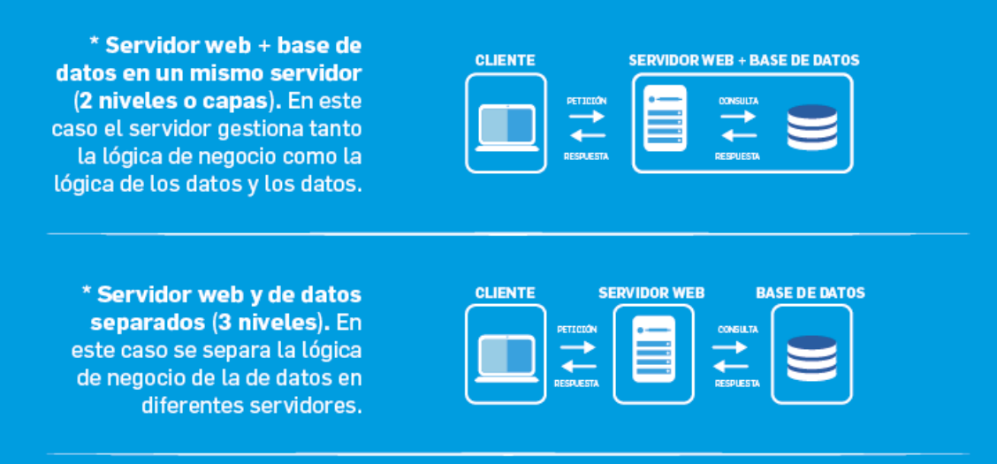 * Servidor web + base de
datos en un mismo servidor
(2 niveles o capas). En este
caso el servidor gestiona tanto
la lógica de negocio como la
lógica de los datos y los datos.
CLIENTE
SERVIDOR WEB + BASE DE DATOS
PETICIÓN
RESPUESTA
CONSULTA
RESPUESTA
* Servidor web y de datos
separados (3 niveles). En
este caso se separa la lógica
de negocio de la de datos en
diferentes servidores.
CLIENTE
SERVIDOR WEB
BASE DE DATOS
PETICIÓN
RESPUESTA
CONSULTA
RESPUESTA